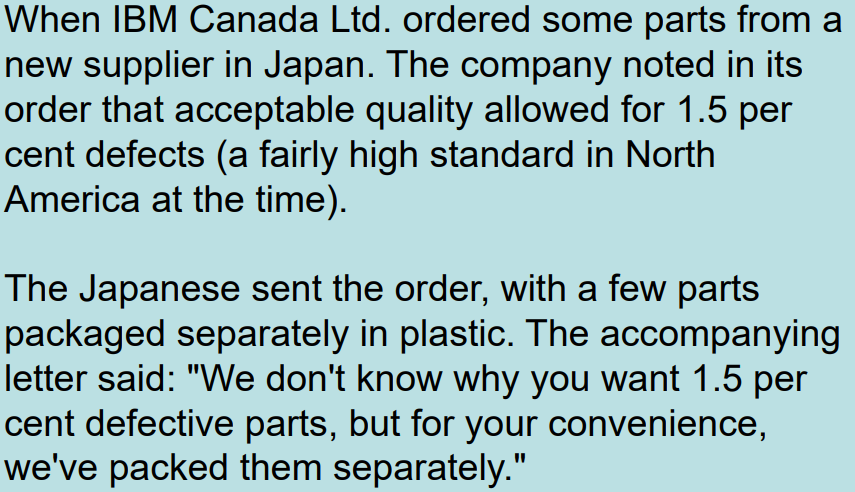 When IBM Canada Ltd. ordered some parts from a
new supplier in Japan. The company noted in its
order that acceptable quality allowed for 1.5 per
cent defects (a fairly high standard in North
America at the time).
The Japanese sent the order, with a few parts
packaged separately in plastic. The accompanying
letter said: "We don't know why you want 1.5 per
cent defective parts, but for your convenience,
we've packed them separately."